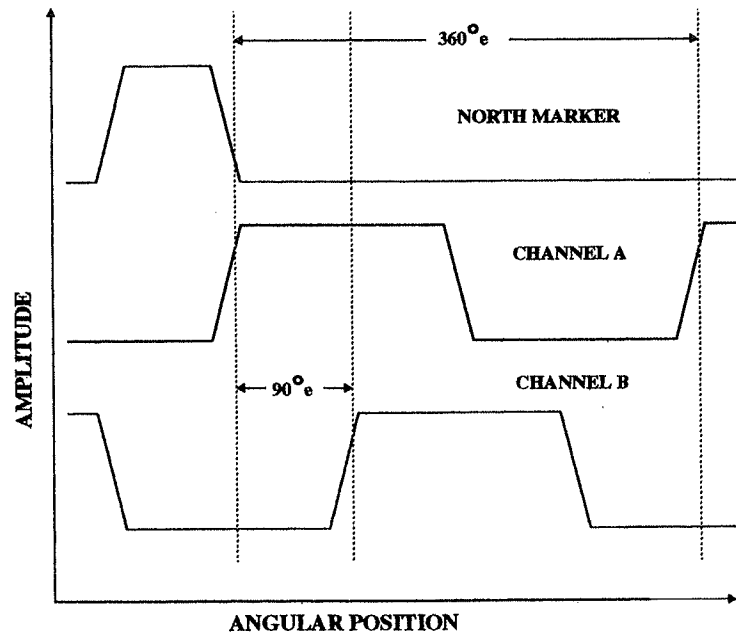 360°e
NORTH MARKER
CHANNEL A
CHANNEL B
90°e
AMPLITUDE
ANGULAR POSITION